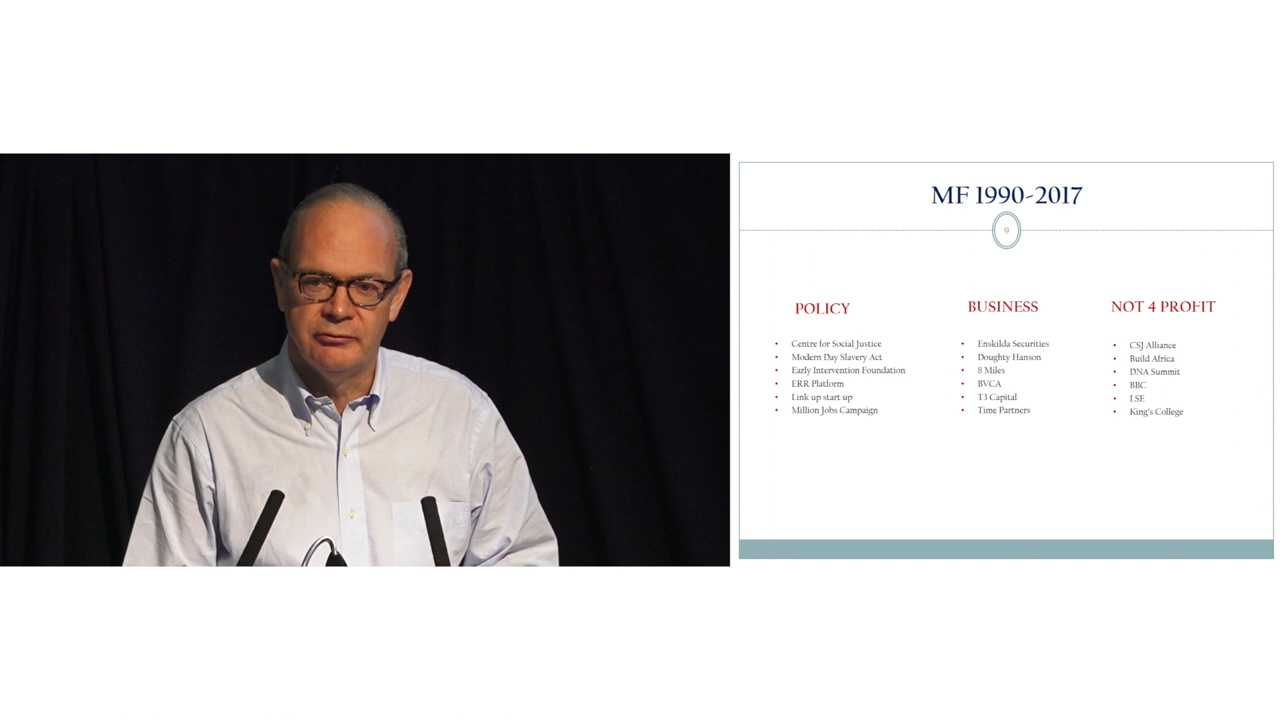 MF 1990-2017
9
POLICY
• Centre for Social Justice
• Modern Day Slavery Act
• Early Intervention Foundation
• ERR Platform
• Link up start up
• Million Jobs Campaign
BUSINESS
• Enskilda Securities
• Doughty Hanson
• 8 Miles
• BVCA
• T3 Capital
• Time Partners
NOT 4 PROFIT
• CSJ Alliance
• Build Africa
• DNA Summit
• BBC
• LSE
• King's College